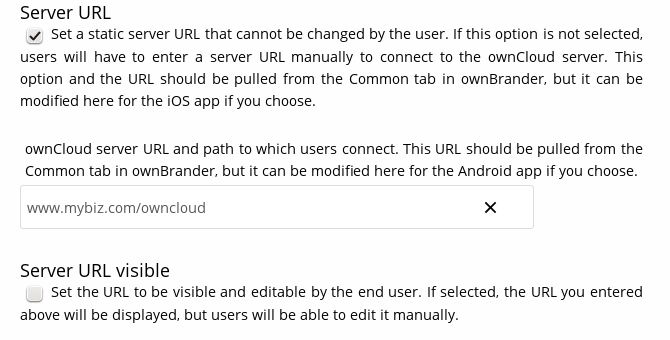 Server URL
Set a static server URL that cannot be changed by the user. If this option is not selected,
users will have to enter a server URL manually to connect to the ownCloud server. This
option and the URL should be pulled from the Common tab in ownBrander, but it can be
modified here for the iOS app if you choose.
ownCloud server URL and path to which users connect. This URL should be pulled from the
Common tab in ownBrander, but it can be modified here for the Android app if you choose.
www.mybiz.com/owncloud
Server URL visible
Set the URL to be visible and editable by the end user. If selected, the URL you entered
above will be displayed, but users will be able to edit it manually.